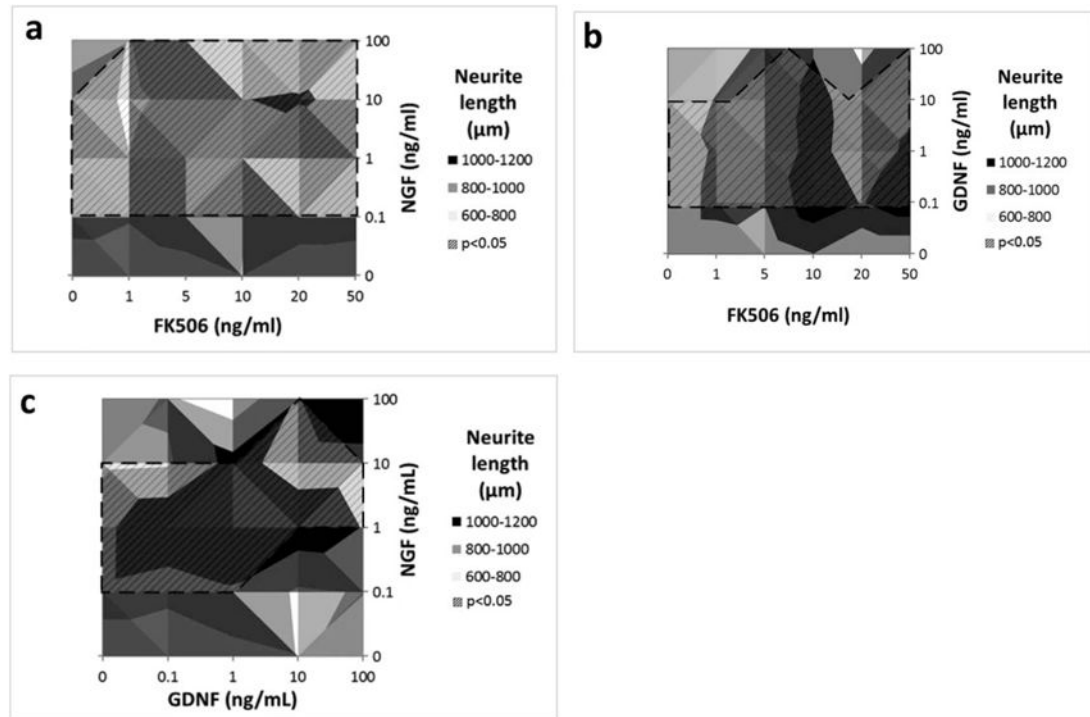 a
Neurite
length
(µm)
1000-1200
800-1000
600-800
p<0.05
100
10
1
0.1
0
NGF (ng/ml)
0 1 5 10 20 50
FK506 (ng/ml)
b
Neurite
length
(µm)
1000-1200
800-1000
600-800
p<0.05
100
10
1
0.1
0
GDNF (ng/ml)
0 1 5 10 20 50
FK506 (ng/ml)
c
Neurite
length
(µm)
1000-1200
800-1000
600-800
p<0.05
100
10
1
0.1
0
NGF (ng/mL)
0 0.1 1 10 100
GDNF (ng/mL)